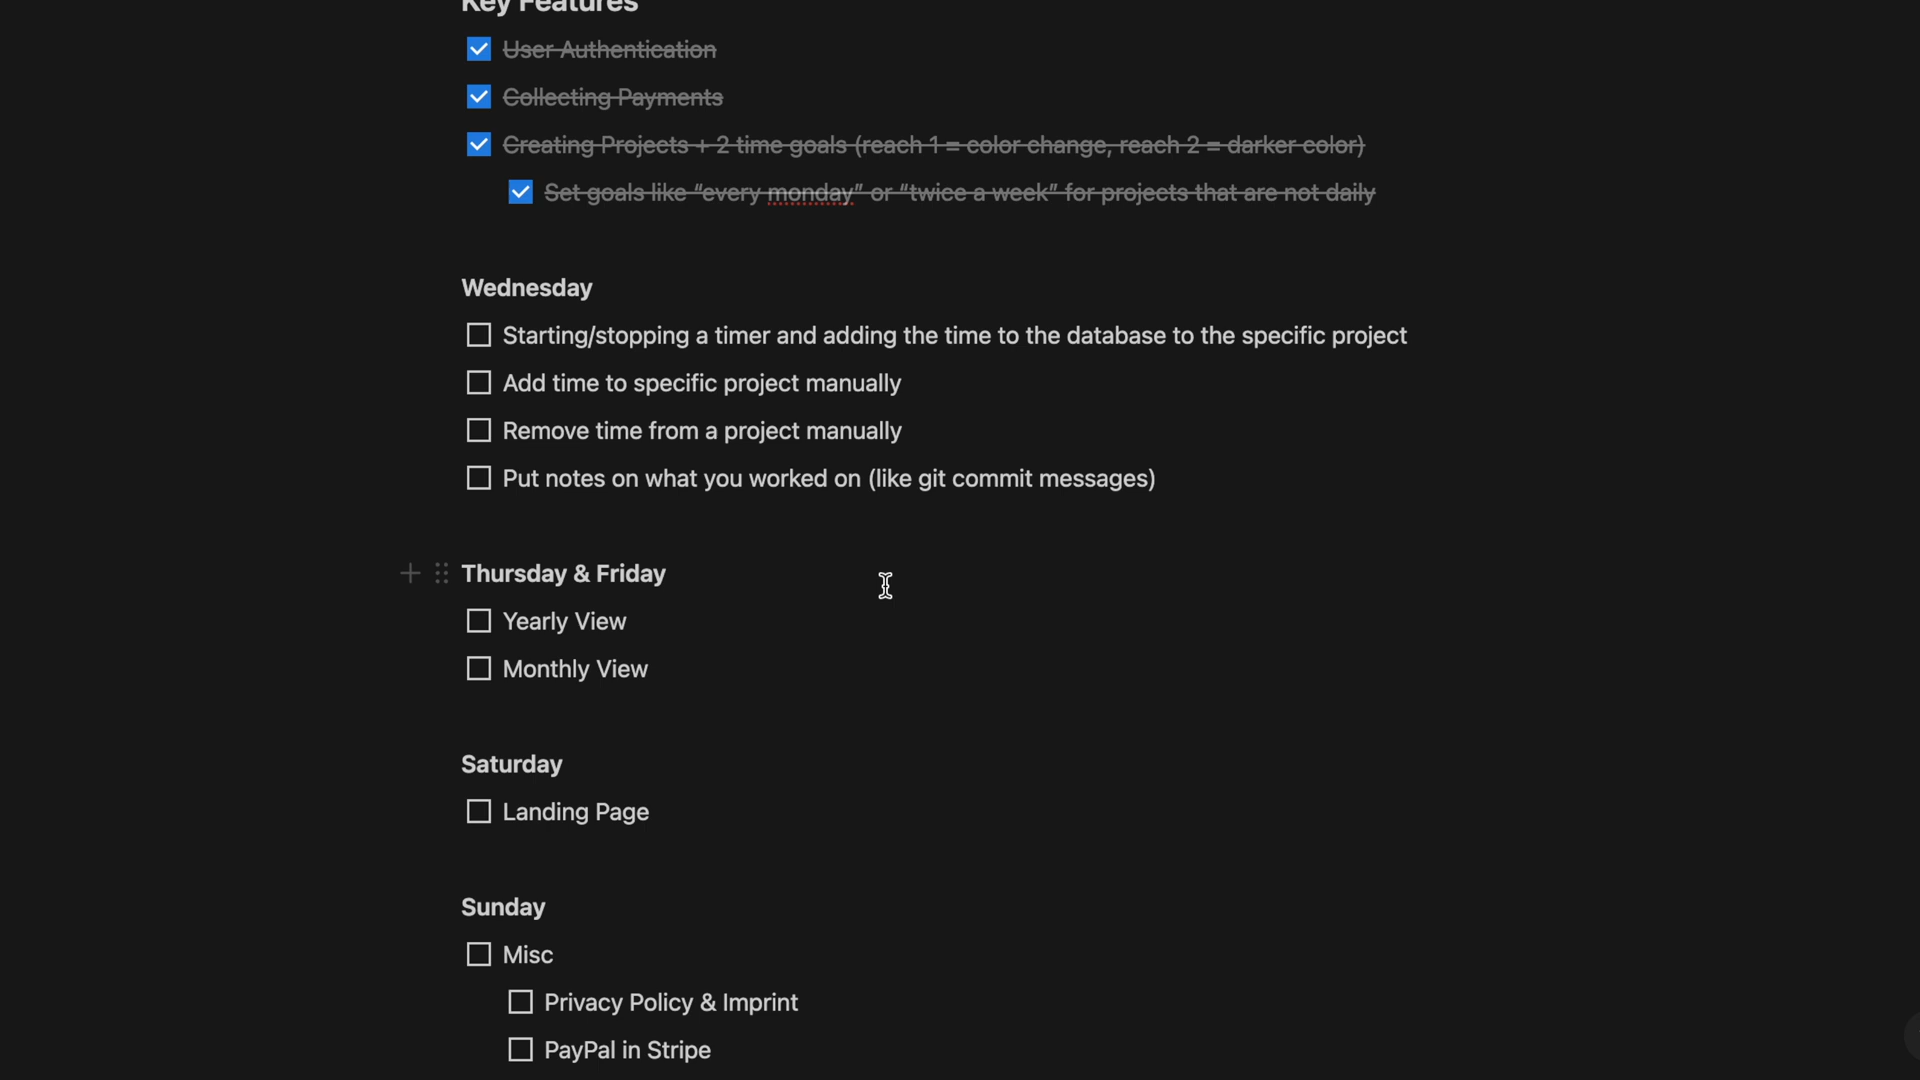 Key Features
User Authentication
Collecting Payments
Creating Projects + 2 time goals (reach 1 = color change, reach 2 = darker color)
Set goals like “every monday” or “twice a week” for projects that are not daily
Wednesday
Starting/stopping a timer and adding the time to the database to the specific project
Add time to specific project manually
Remove time from a project manually
Put notes on what you worked on (like git commit messages)
Thursday & Friday
Yearly View
Monthly View
Saturday
Landing Page
Sunday
Misc
Privacy Policy & Imprint
PayPal in Stripe